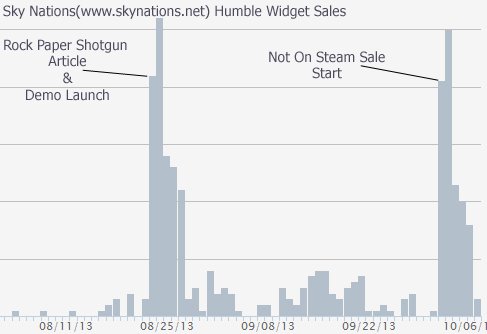 Sky Nations(www.skynations.net) Humble Widget Sales
Rock Paper Shotgun
Article
&
Demo Launch
Not On Steam Sale
Start
08/11/13
08/25/13
09/08/13
09/22/13
10/06/1